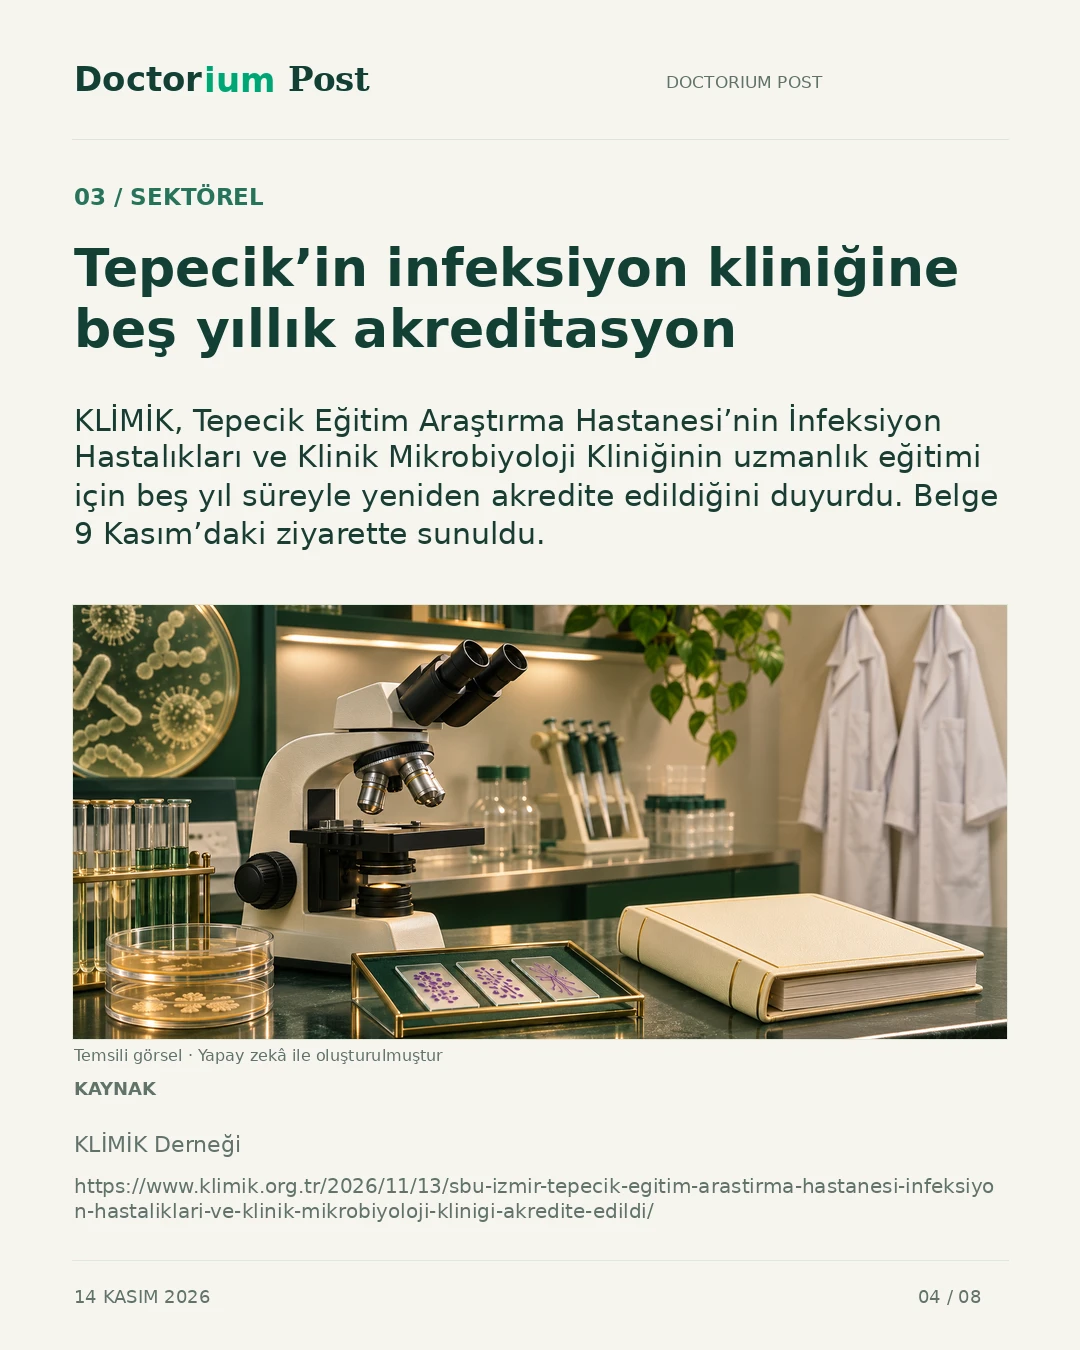 Doctorium Post
DOCTORIUM POST
03 / SEKTÖREL
Tepecik’in infeksiyon kliniğine
beş yıllık akreditasyon
KLİMİK, Tepecik Eğitim Araştırma Hastanesi’nin İnfeksiyon
Hastalıkları ve Klinik Mikrobiyoloji Kliniğinin uzmanlık eğitimi
için beş yıl süreyle yeniden akredite edildiğini duyurdu. Belge
9 Kasım’daki ziyarette sunuldu.
Temsili görsel · Yapay zekâ ile oluşturulmuştur
KAYNAK
KLİMİK Derneği
https://www.klimik.org.tr/2026/11/13/sbu-izmir-tepecik-egitim-arastirma-hastanesi-infeksiyo
n-hastaliklari-ve-klinik-mikrobiyoloji-klinigi-akredite-edildi/
14 KASIM 2026
04 / 08